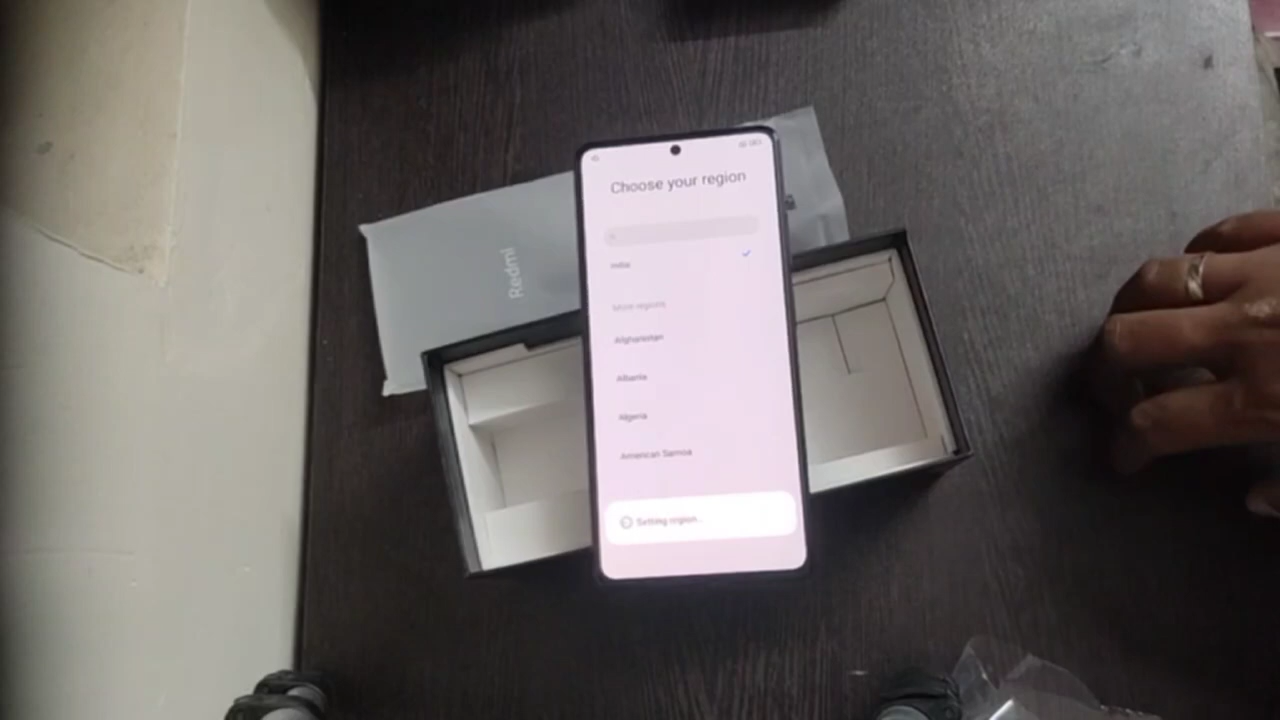 Choose your region
India
More regions
Afghanistan
Albania
Algeria
American Samoa
Setting region...
Redmi